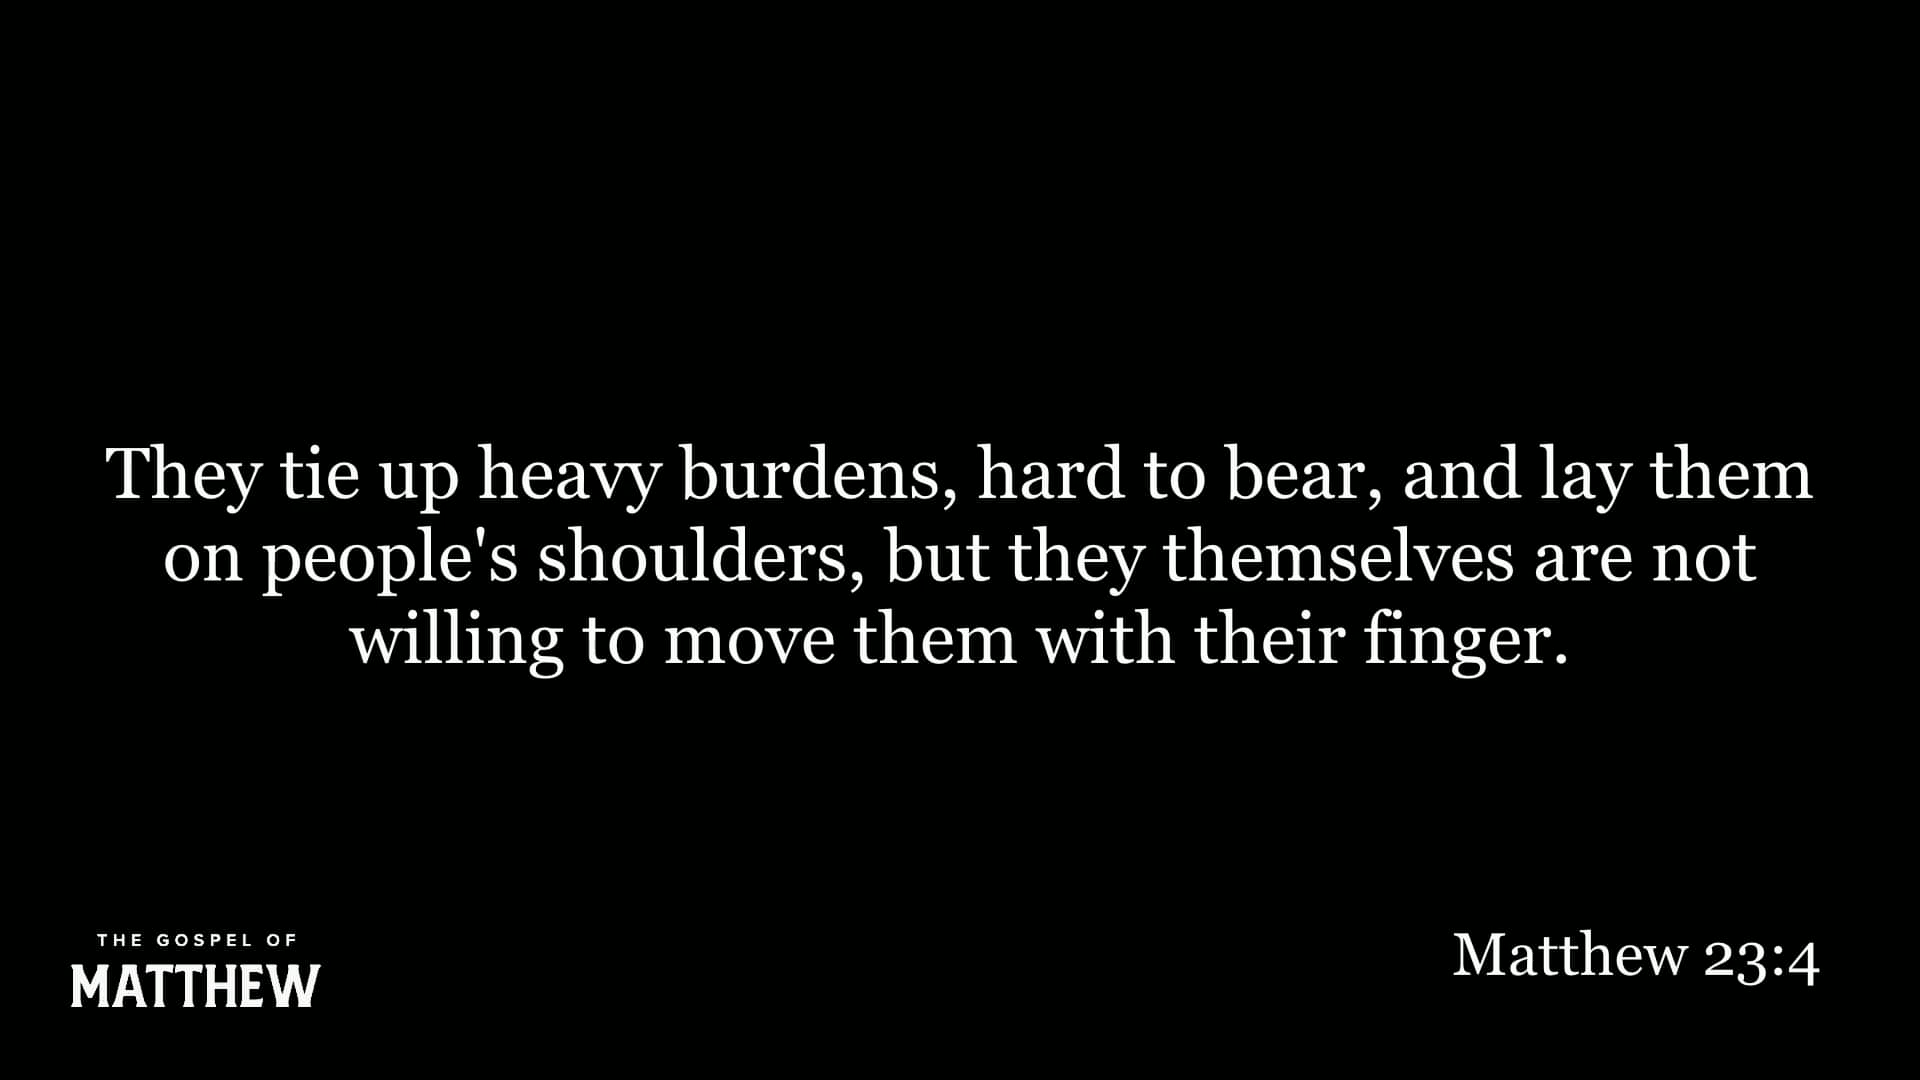 They tie up heavy burdens, hard to bear, and lay them
on people's shoulders, but they themselves are not
willing to move them with their finger.
THE GOSPEL OF
MATTHEW
Matthew 23:4